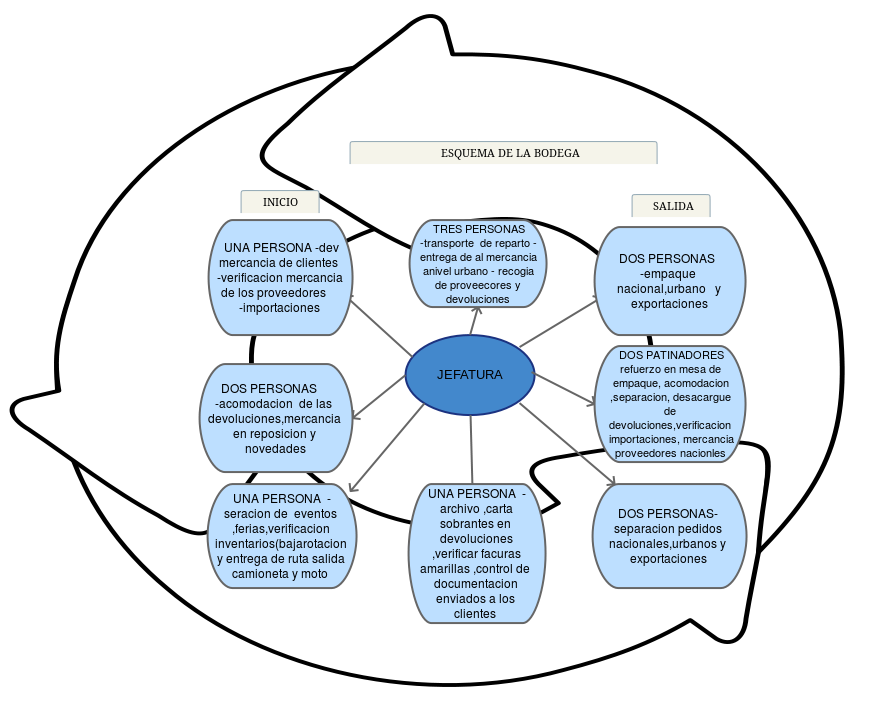 ESQUEMA DE LA BODEGA
INICIO
SALIDA
UNA PERSONA -dev
mercancia de clientes
-verificacion mercancia
de los proveedores
-importaciones
TRES PERSONAS
-transporte de reparto -
entrega de al mercancia
anivel urbano - recogia
de proveecores y
devoluciones
DOS PERSONAS
-empaque
nacional,urbano y
exportaciones
JEFATURA
DOS PERSONAS
-acomodacion de las
devoluciones,mercancia
en reposicion y
novedades
DOS PATINADORES
refuerzo en mesa de
empaque, acomodacion
,separacion, desacargue
de
devoluciones,verificacion
importaciones, mercancia
proveedores nacionles
UNA PERSONA -
seracion de eventos
,ferias,verificacion
inventarios(bajarotacion
y entrega de ruta salida
camioneta y moto
UNA PERSONA -
archivo ,carta
sobrantes en
devoluciones
,verificar facuras
amarillas ,control de
documentacion
enviados a los
clientes
DOS PERSONAS-
separacion pedidos
nacionales,urbanos y
exportaciones